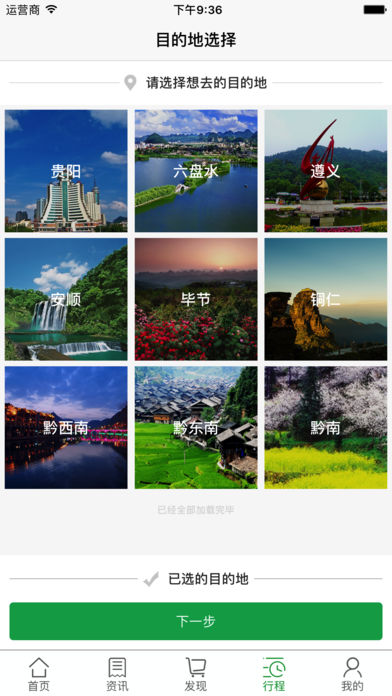 运营商 下午9:36
目的地选择
请选择想去的目的地
贵阳 六盘水 遵义
安顺 毕节 铜仁
黔西南 黔东南 黔南
已经全部加载完毕
已选的目的地
下一步
首页 资讯 发现 行程 我的